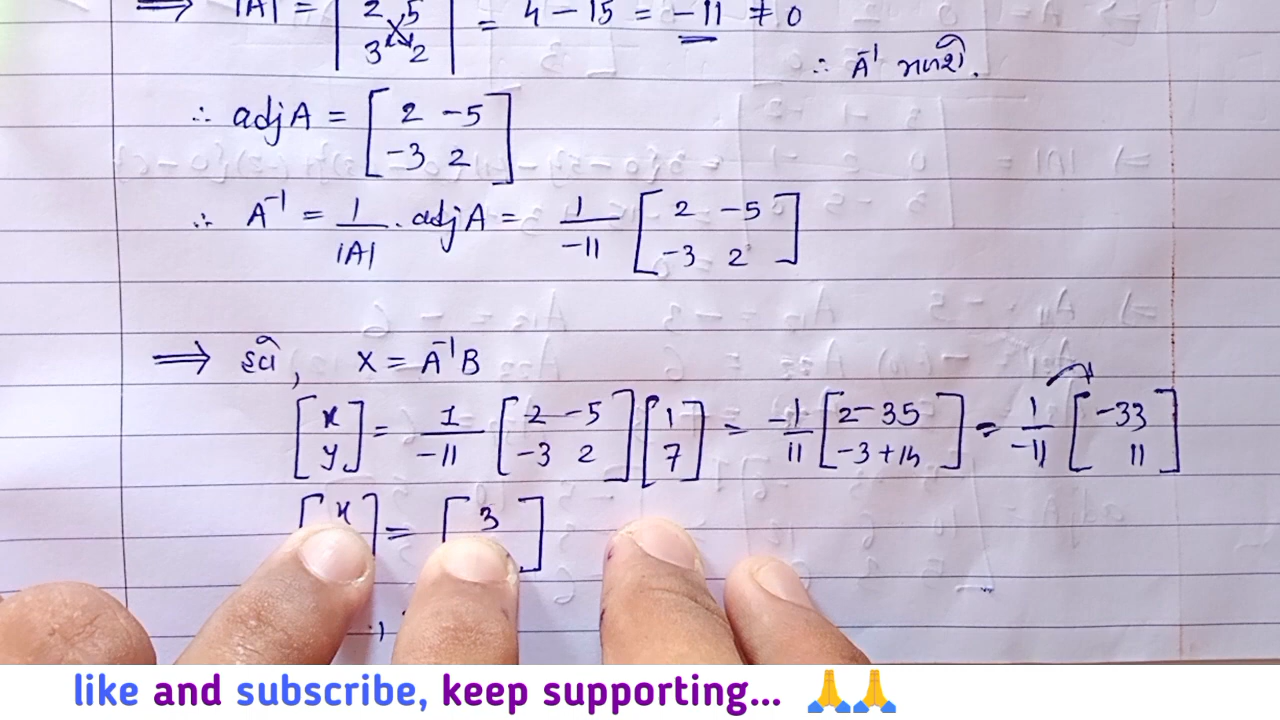 ⟹ |A| = | 2 5 | = 4 - 15 = -11 ≠ 0
| 3 2 |
∴ A⁻¹ મળશે.
∴ adj A = [ 2 -5
-3 2 ]
∴ A⁻¹ = 1/|A| . adj A = 1/-11 [ 2 -5
-3 2 ]
⟹ હવે, X = A⁻¹B
[ x y ] = 1/-11 [ 2 -5 -3 2 ] [ 1 7 ] = -1/11 [ 2-35 -3+14 ] = 1/-11 [ -33 11 ]
[ x ] = [ 3 ]
like and subscribe, keep supporting... 🙏🙏